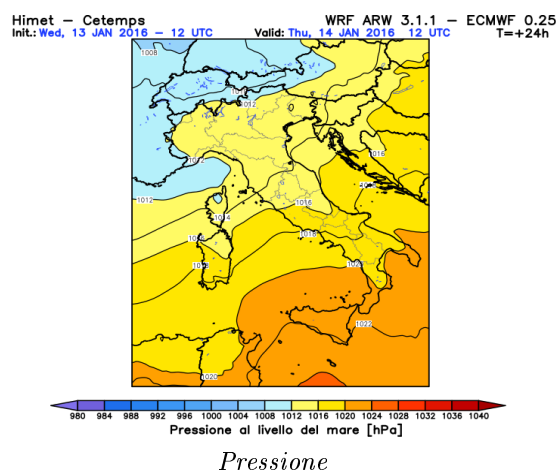 Himet – Cetemps WRF ARW 3.1.1 – ECMWF 0.25
Init.: Wed, 13 JAN 2016 – 12 UTC Valid: Thu, 14 JAN 2016 12 UTC T=+24h
1008
1012
1012
1016
1012
1016
1014
1018
1022
1020
980 984 988 992 996 1000 1004 1008 1012 1016 1020 1024 1028 1032 1036 1040
Pressione al livello del mare [hPa]
Pressione